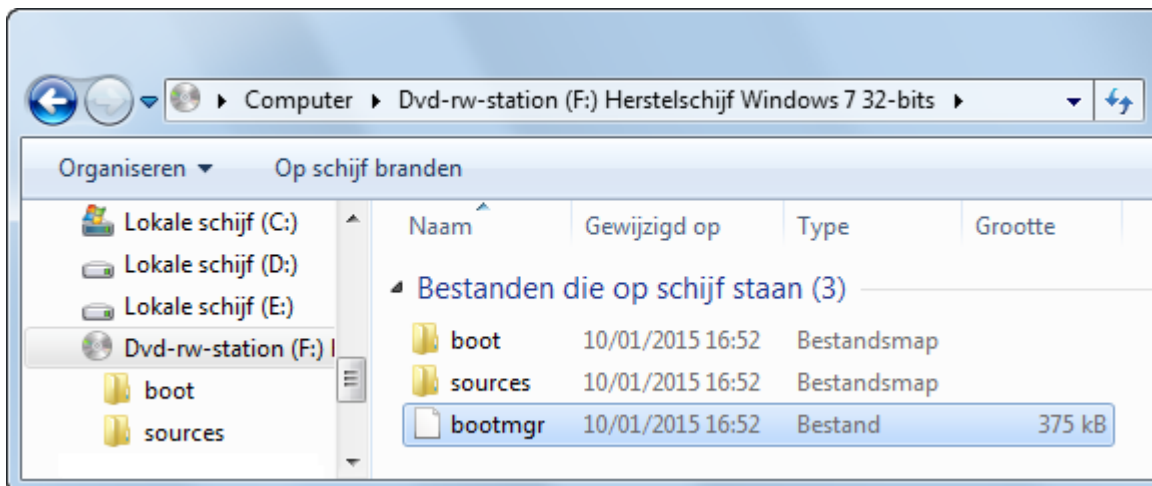 Computer Dvd-rw-station (F:) Herstelschijf Windows 7 32-bits
Organiseren Op schijf branden
Lokale schijf (C:)
Lokale schijf (D:)
Lokale schijf (E:)
Dvd-rw-station (F:)
boot
sources
Naam Gewijzigd op Type Grootte
Bestanden die op schijf staan (3)
boot 10/01/2015 16:52 Bestandsmap
sources 10/01/2015 16:52 Bestandsmap
bootmgr 10/01/2015 16:52 Bestand 375 kB